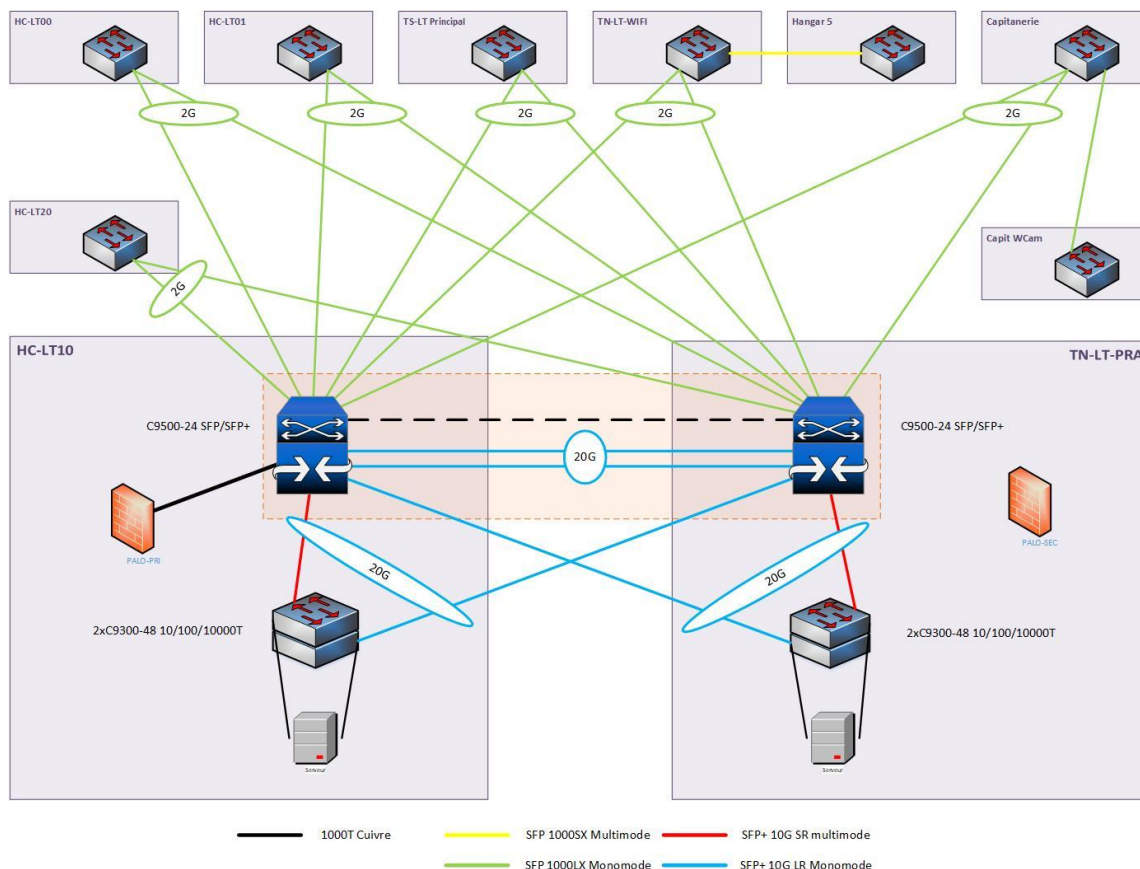 HC-LT00
HC-LT01
TS-LT Principal
TN-LT-WIFI
Hangar 5
Capitanerie
2G
2G
2G
2G
2G
HC-LT20
Capit WCam
2G
HC-LT10
TN-LT-PRA
C9500-24 SFP/SFP+
C9500-24 SFP/SFP+
20G
PALO-PRI
PALO-SEC
20G
20G
2xC9300-48 10/100/10000T
2xC9300-48 10/100/10000T
Serveur
Serveur
1000T Cuivre
SFP 1000SX Multimode
SFP+ 10G SR multimode
SFP 1000LX Monomode
SFP+ 10G LR Monomode